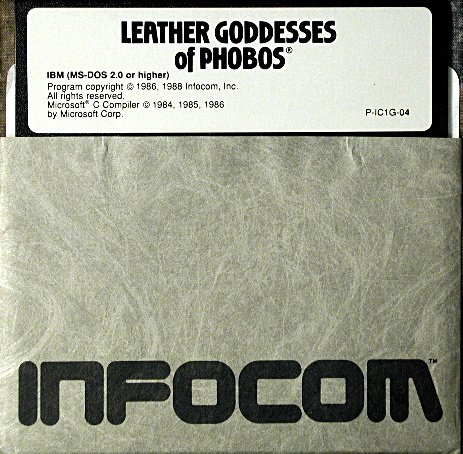 LEATHER GODDESSES
of PHOBOS®
IBM (MS-DOS 2.0 or higher)
Program copyright © 1986, 1988 Infocom, Inc.
All rights reserved.
Microsoft® C Compiler © 1984, 1985, 1986
by Microsoft Corp.
P-IC1G-04
INFOCOM™